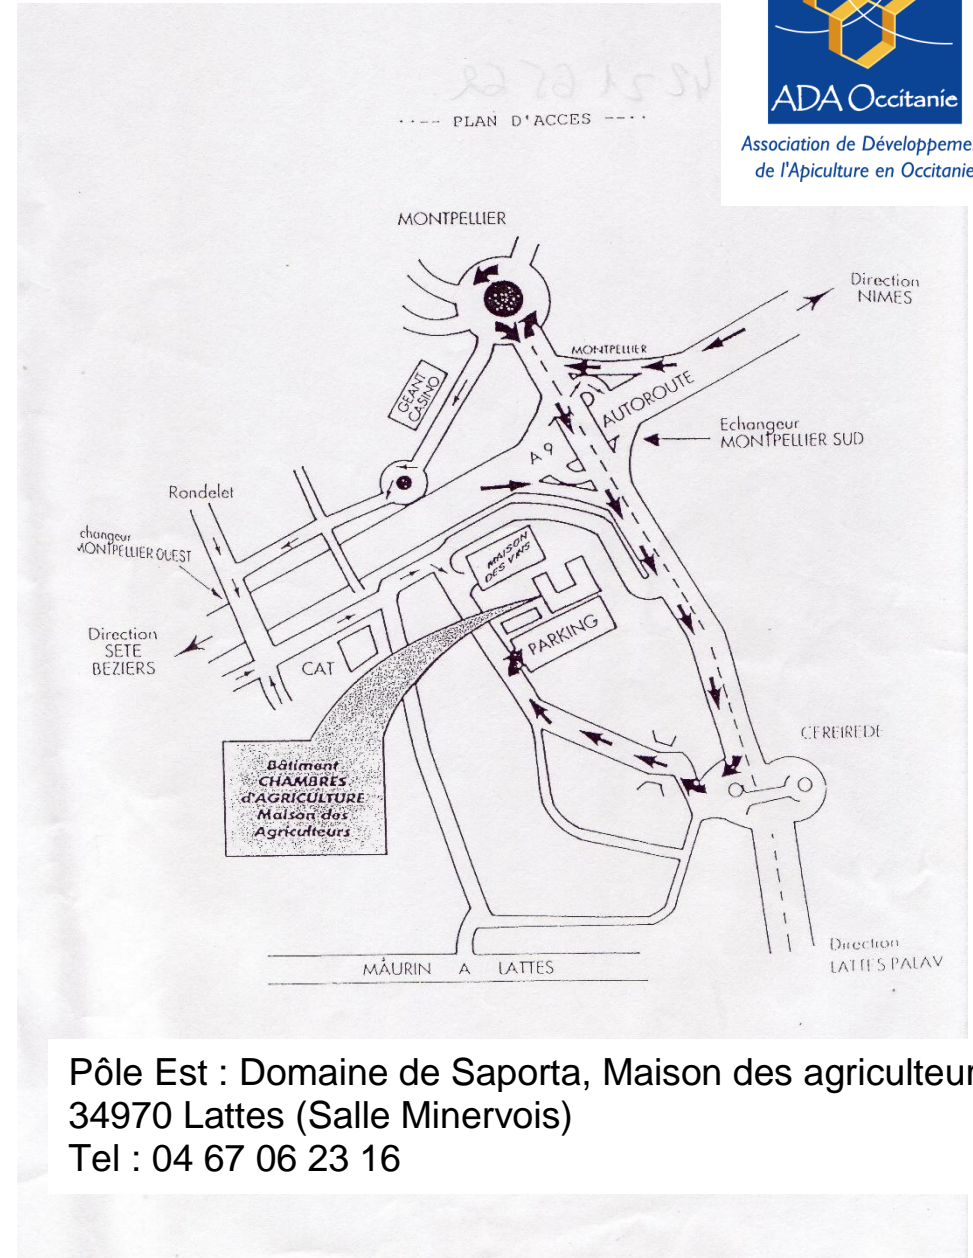 ADA Occitanie
Association de Développeme
de l'Apiculture en Occitanie
PLAN D'ACCES
MONTPELLIER
Direction
NIMES
MONTPELLIER
GEANT
CASINO
AUTOROUTE
Echangeur
MONTPELLIER SUD
A 9
Rondelet
changeur
MONTPELLIER OUEST
MAISON
DES VINS
Direction
SETE
BEZIERS
CAT
PARKING
CEREIREDE
Bâtiment
CHAMBRES
d'AGRICULTURE
Maison des
Agriculteurs
Direction
LATTES PALAV
MAURIN A LATTES
Pôle Est : Domaine de Saporta, Maison des agriculteur
34970 Lattes (Salle Minervois)
Tel : 04 67 06 23 16